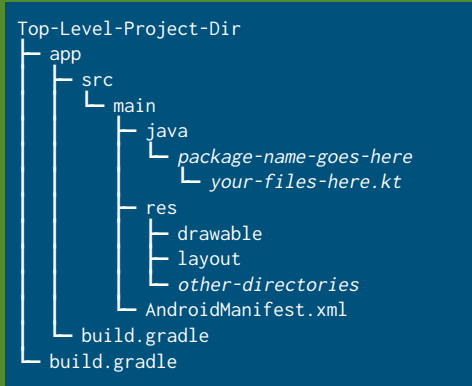 Top-Level-Project-Dir
app
src
main
java
package-name-goes-here
your-files-here.kt
res
drawable
layout
other-directories
AndroidManifest.xml
build.gradle
build.gradle